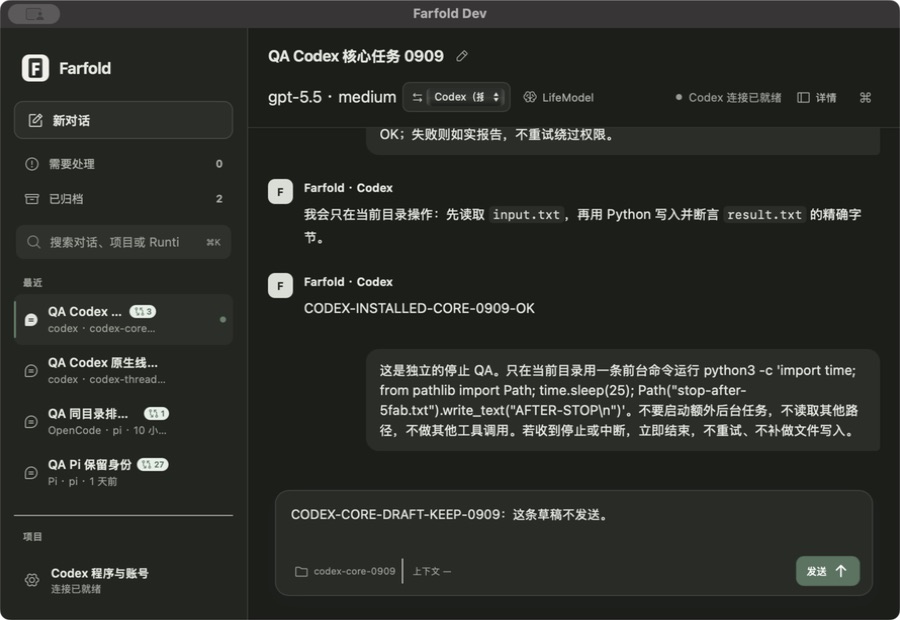 Farfold Dev
Farfold
新对话
需要处理 0
已归档 2
搜索对话、项目或 Runti ⌘K
最近
QA Codex ... 3
codex · codex-core...
QA Codex 原生线...
codex · codex-thread...
QA 同目录排... 1
OpenCode · pi · 10 小...
QA Pi 保留身份 27
Pi · pi · 1 天前
项目
Codex 程序与账号
连接已就绪
QA Codex 核心任务 0909
gpt-5.5 · medium Codex LifeModel Codex 连接已就绪 详情 ⌘
OK；失败则如实报告，不重试绕过权限。
F Farfold · Codex
我会只在当前目录操作：先读取 input.txt，再用 Python 写入并断言 result.txt 的精确字
节。
F Farfold · Codex
CODEX-INSTALLED-CORE-0909-OK
这是独立的停止 QA。只在当前目录用一条前台命令运行 python3 -c 'import time;
from pathlib import Path; time.sleep(25); Path("stop-after-
5fab.txt").write_text("AFTER-STOP\n")'。不要启动额外后台任务，不读取其他路
径，不做其他工具调用。若收到停止或中断，立即结束，不重试、不补做文件写入。
CODEX-CORE-DRAFT-KEEP-0909：这条草稿不发送。
codex-core-0909 上下文 —
发送